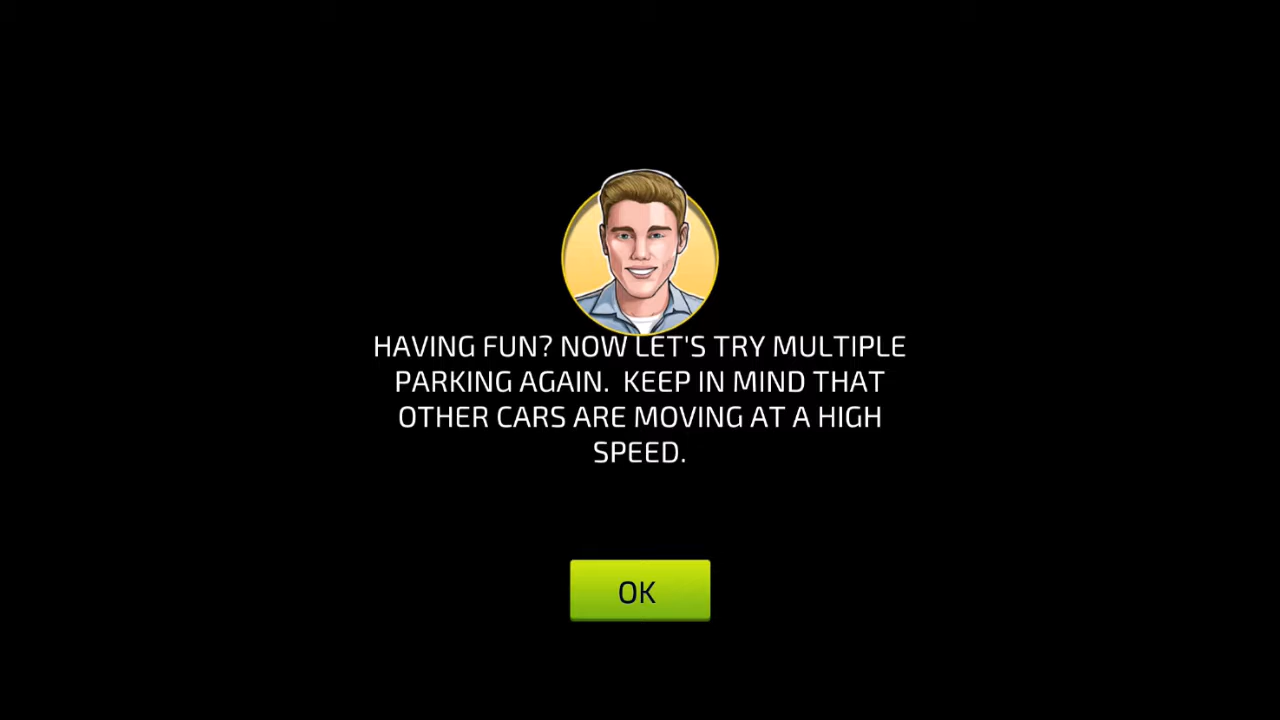 HAVING FUN? NOW LET'S TRY MULTIPLE
PARKING AGAIN.  KEEP IN MIND THAT
OTHER CARS ARE MOVING AT A HIGH
SPEED.
OK